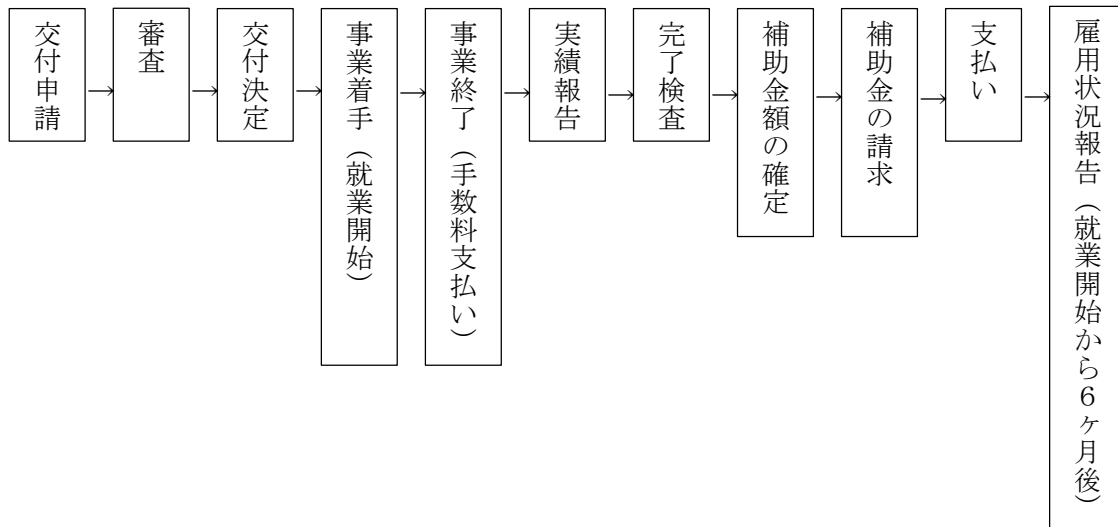 交付申請
→
審査
→
交付決定
→
事業着手（就業開始）
→
事業終了（手数料支払い）
→
実績報告
→
完了検査
→
補助金額の確定
→
補助金の請求
→
支払い
→
雇用状況報告（就業開始から６ケ月後）